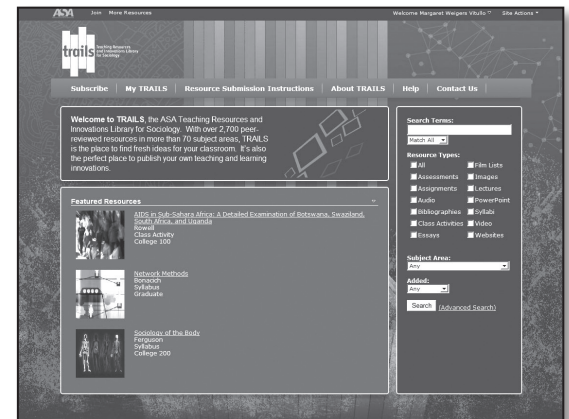 ASA Join More Resources Welcome Margaret Weigers Vitullo Site Actions
trails Teaching Resources
and Innovations Library
for Sociology
Subscribe My TRAILS Resource Submission Instructions About TRAILS Help Contact Us
Welcome to TRAILS, the ASA Teaching Resources and
Innovations Library for Sociology. With over 2,700 peer-
reviewed resources in more than 70 subject areas, TRAILS
is the place to find fresh ideas for your classroom. It's also
the perfect place to publish your own teaching and learning
innovations.
Featured Resources
AIDS in Sub-Sahara Africa: A Detailed Examination of Botswana, Swaziland,
South Africa, and Uganda
Rowell
Class Activity
College 100
Network Methods
Bonacich
Syllabus
Graduate
Sociology of the Body
Ferguson
Syllabus
College 200
Search Terms:
Match All
Resource Types:
All Film Lists
Assessments Images
Assignments Lectures
Audio PowerPoint
Bibliographies Syllabi
Class Activities Video
Essays Websites
Subject Area:
Any
Added:
Any
Search (Advanced Search)